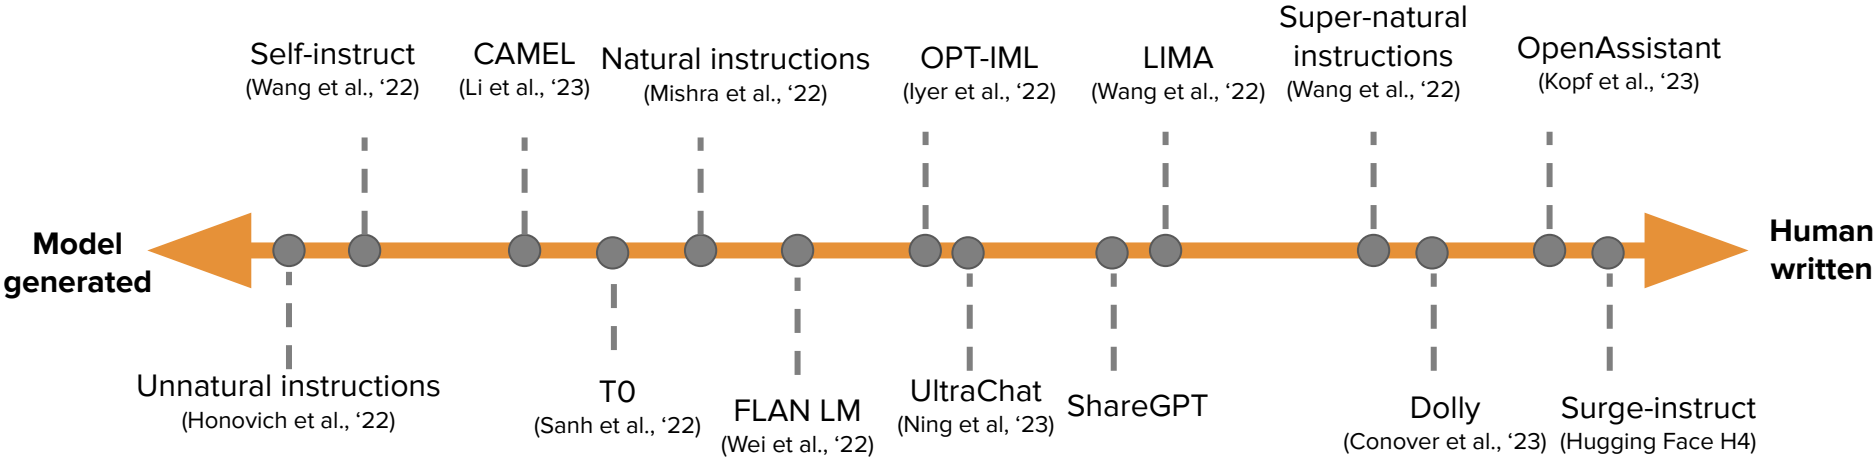 Self-instruct
(Wang et al., ‘22)
CAMEL
(Li et al., ‘23)
Natural instructions
(Mishra et al., ‘22)
OPT-IML
(Iyer et al., ‘22)
LIMA
(Wang et al., ‘22)
Super-natural
instructions
(Wang et al., ‘22)
OpenAssistant
(Kopf et al., ‘23)
Model
generated
Human
written
Unnatural instructions
(Honovich et al., ‘22)
T0
(Sanh et al., ‘22)
FLAN LM
(Wei et al., ‘22)
UltraChat
(Ning et al, ‘23)
ShareGPT
Dolly
(Conover et al., ‘23)
Surge-instruct
(Hugging Face H4)